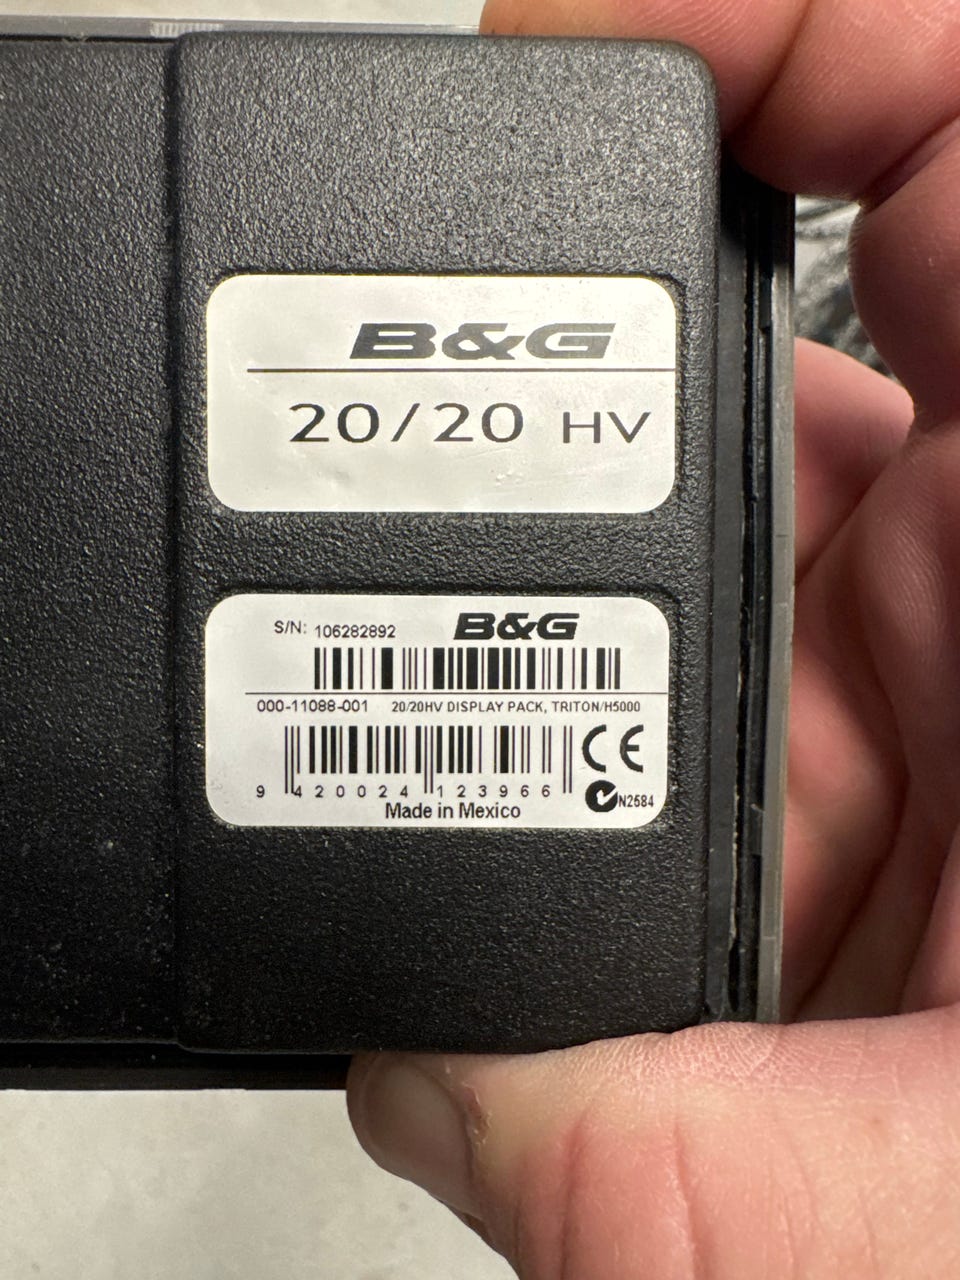 B&G
20/20 HV
S/N: 106282892 B&G
000-11088-001 20/20HV DISPLAY PACK, TRITON/H5000
9 420024 123966
CE
Made in Mexico
N2584